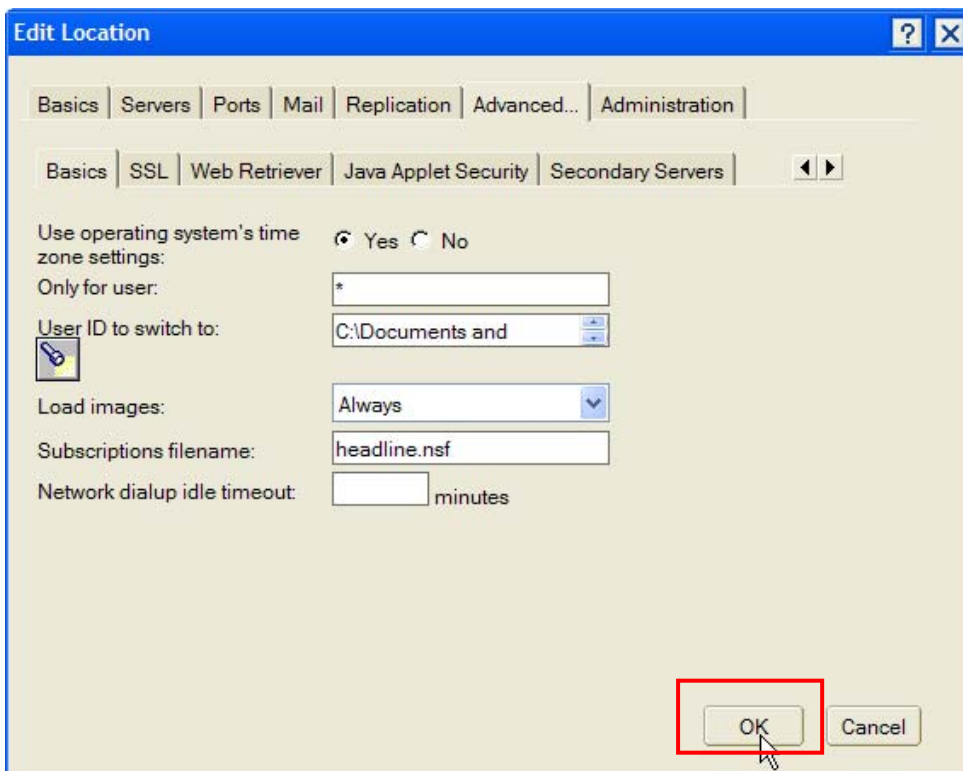 Edit Location
Basics Servers Ports Mail Replication Advanced... Administration
Basics SSL Web Retriever Java Applet Security Secondary Servers
Use operating system's time
zone settings:
Yes No
Only for user:
*
User ID to switch to:
C:\Documents and
Load images:
Always
Subscriptions filename:
headline.nsf
Network dialup idle timeout:
minutes
OK Cancel